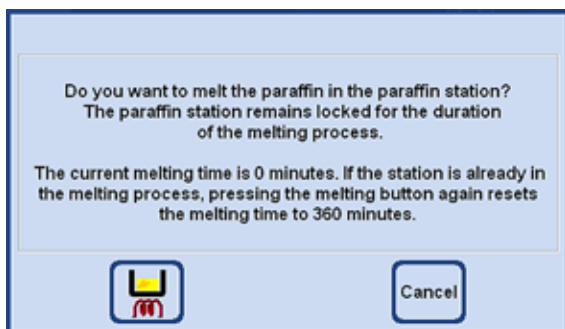 Do you want to melt the paraffin in the paraffin station?
The paraffin station remains locked for the duration
of the melting process.
The current melting time is 0 minutes. If the station is already in
the melting process, pressing the melting button again resets
the melting time to 360 minutes.
Cancel